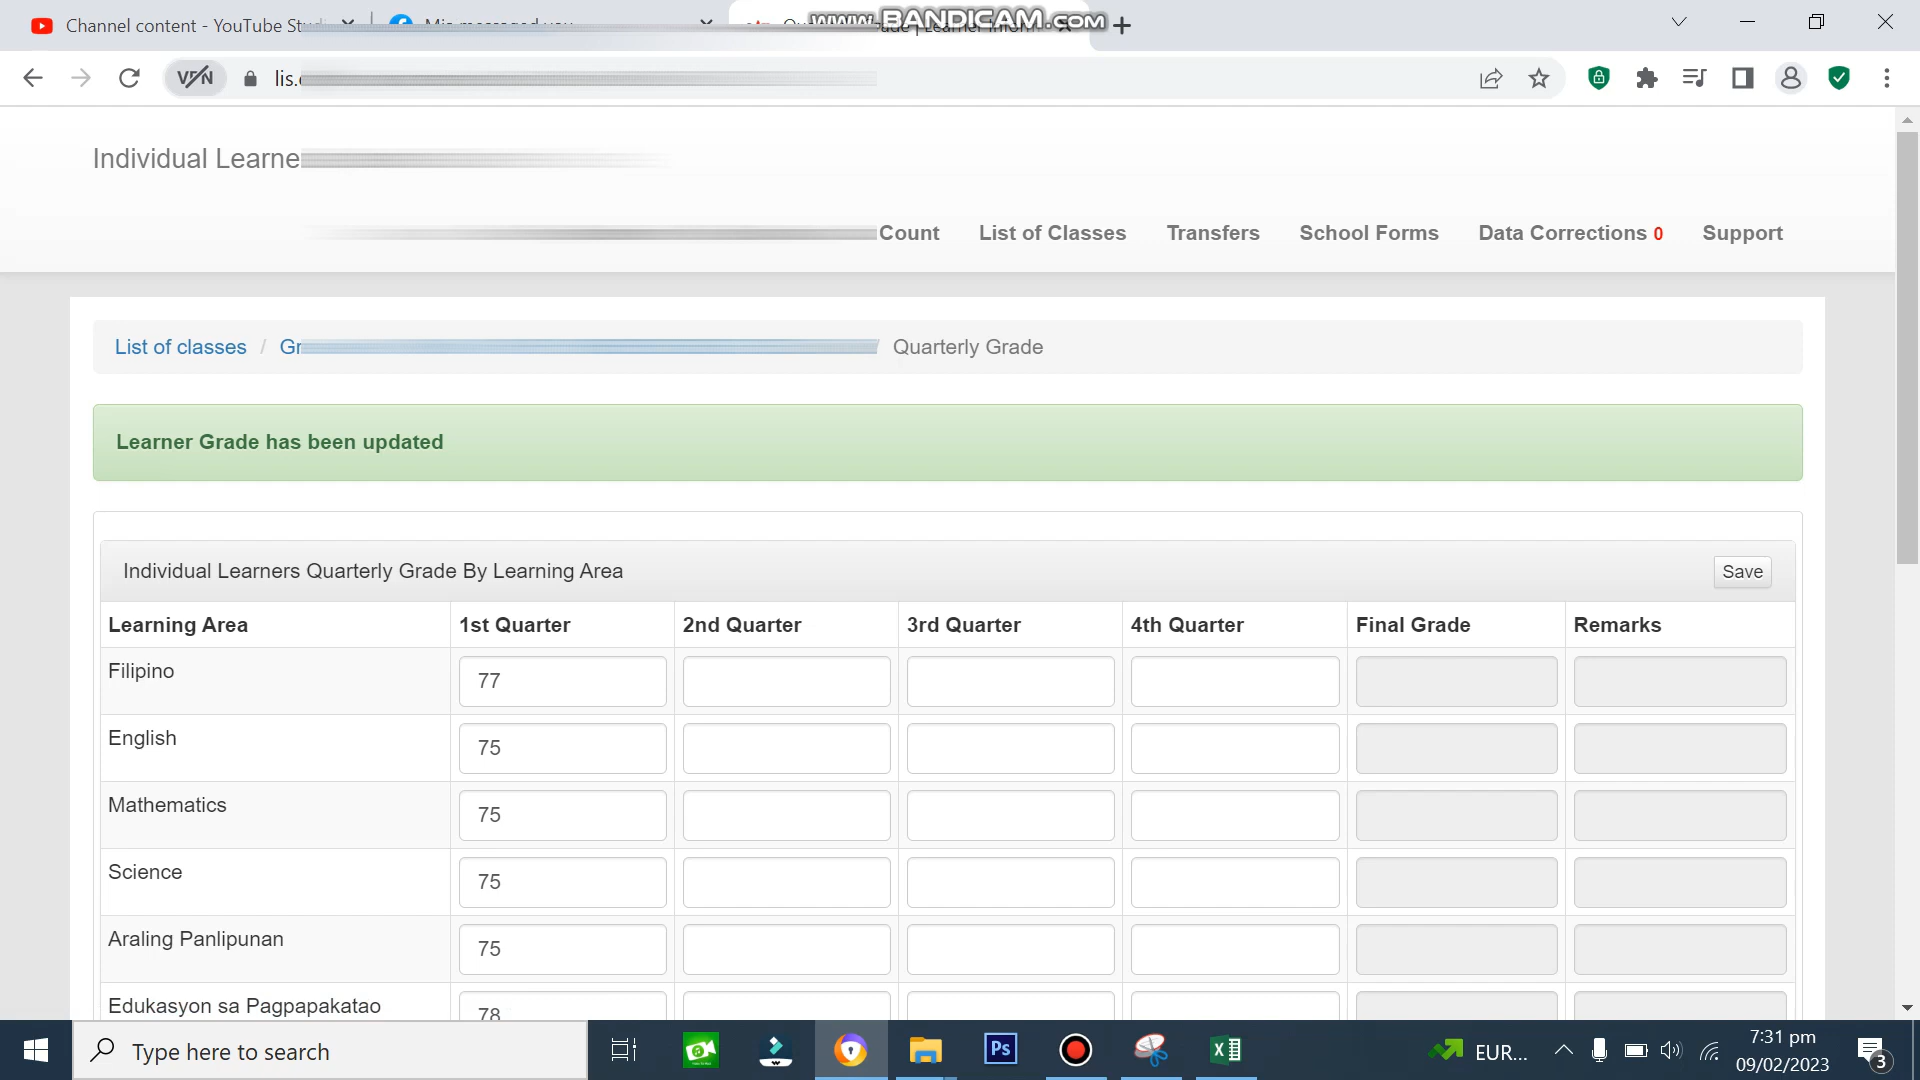 Channel content - YouTube Stu
WWW.BANDICAM.COM
VPN lis.
Individual Learne
Count List of Classes Transfers School Forms Data Corrections 0 Support
List of classes / Gr / Quarterly Grade
Learner Grade has been updated
Individual Learners Quarterly Grade By Learning Area Save
Learning Area 1st Quarter 2nd Quarter 3rd Quarter 4th Quarter Final Grade Remarks
Filipino 77
English 75
Mathematics 75
Science 75
Araling Panlipunan 75
Edukasyon sa Pagpapakatao 78
Type here to search Ps EUR... 7:31 pm
09/02/2023 3